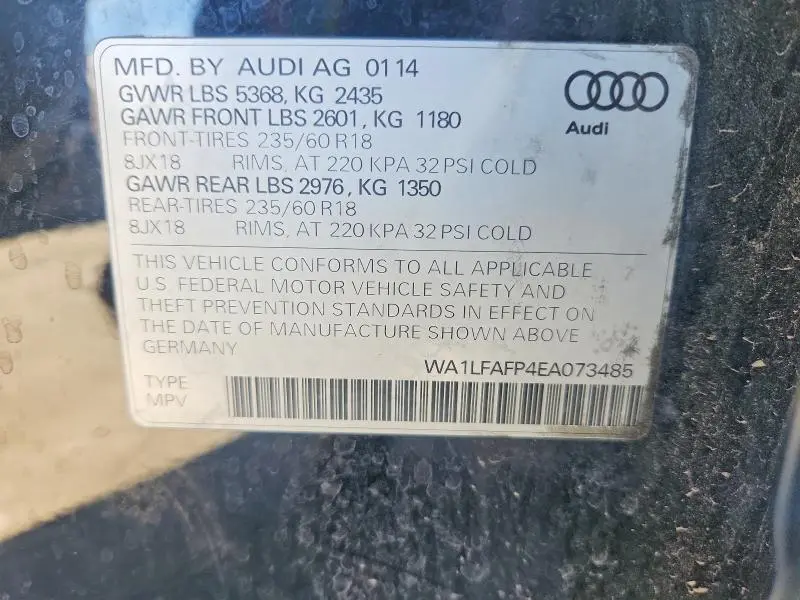 MFD. BY AUDI AG 01 14
GVWR LBS 5368, KG 2435
GAWR FRONT LBS 2601, KG 1180
FRONT-TIRES 235/60 R18
8JX18 RIMS, AT 220 KPA 32 PSI COLD
GAWR REAR LBS 2976, KG 1350
REAR-TIRES 235/60 R18
8JX18 RIMS, AT 220 KPA 32 PSI COLD
Audi
THIS VEHICLE CONFORMS TO ALL APPLICABLE
U.S. FEDERAL MOTOR VEHICLE SAFETY AND
THEFT PREVENTION STANDARDS IN EFFECT ON
THE DATE OF MANUFACTURE SHOWN ABOVE
GERMANY
WA1LFAFP4EA073485
TYPE
MPV